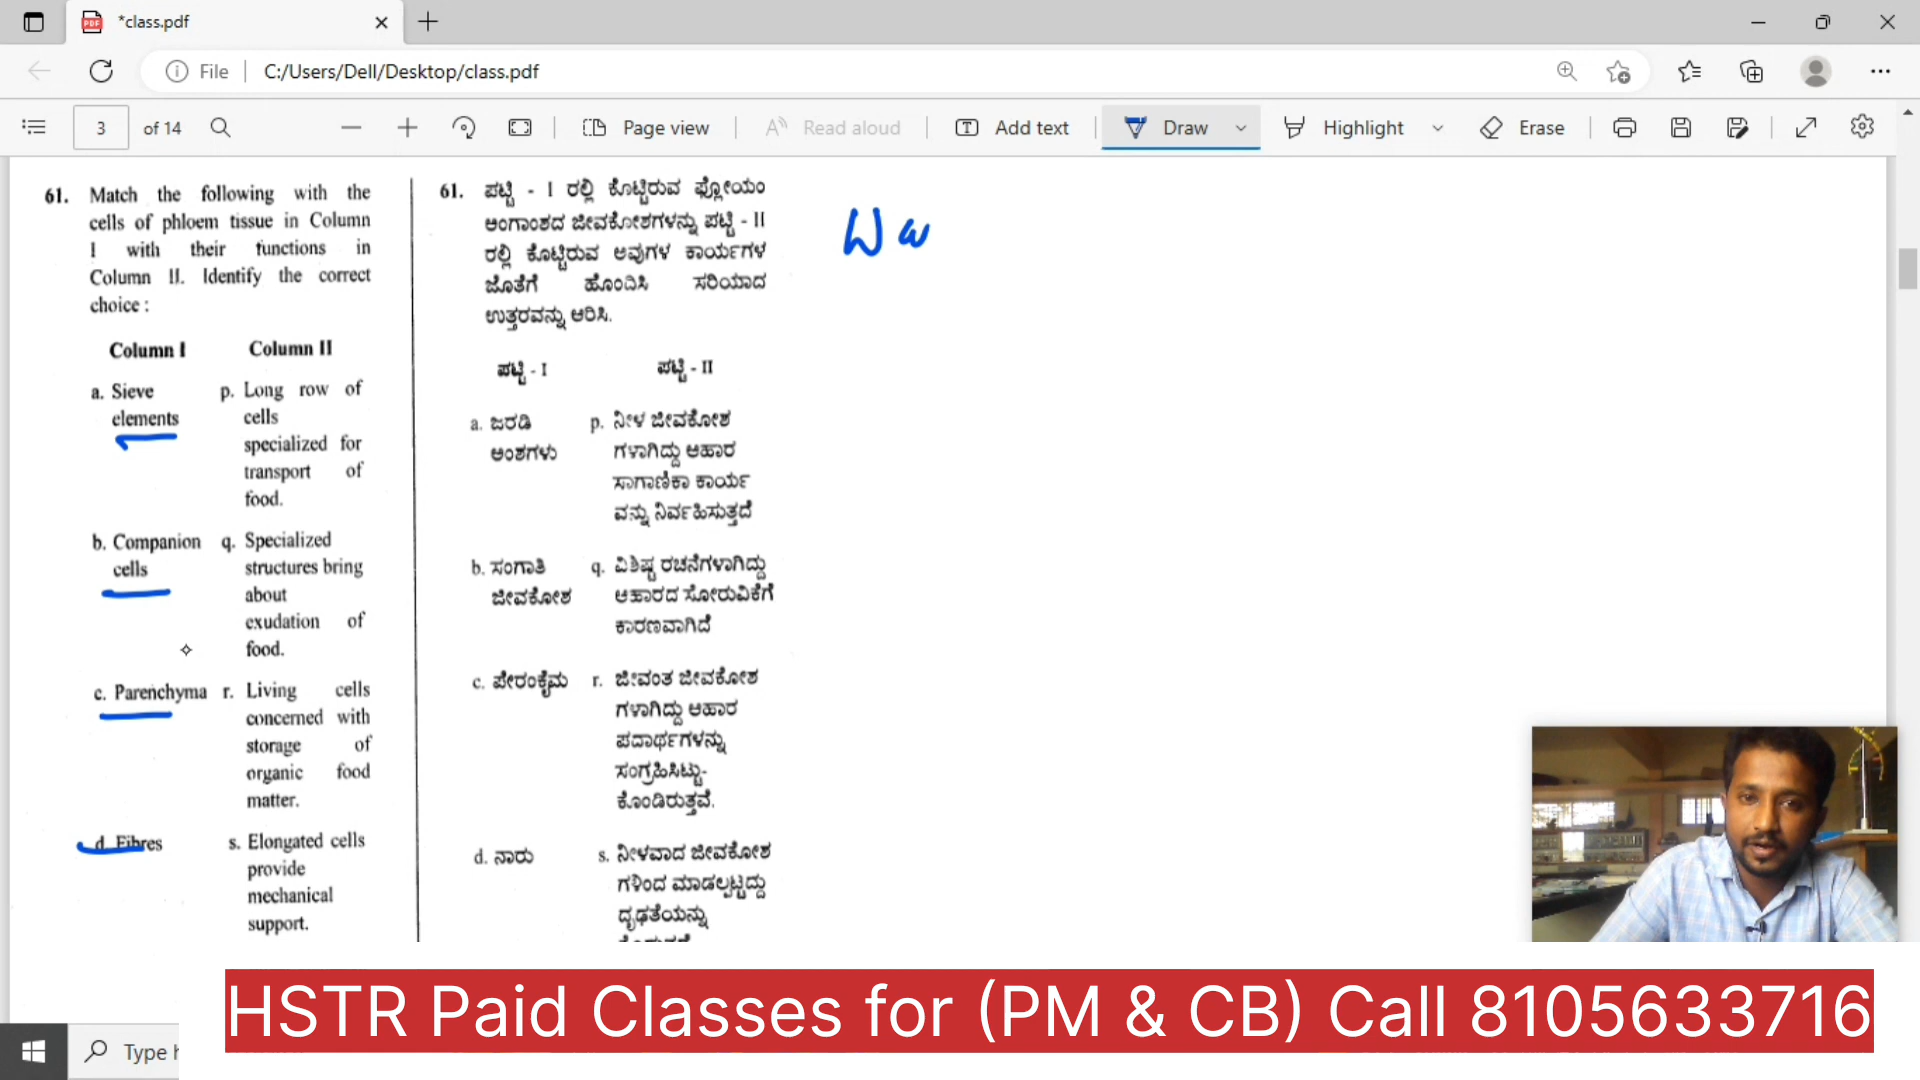 *class.pdf
File
C:/Users/Dell/Desktop/class.pdf
3 of 14
Page view
Read aloud
Add text
Draw
Highlight
Erase
61. Match the following with the
cells of phloem tissue in Column
I with their functions in
Column II. Identify the correct
choice :
Column I Column II
a. Sieve elements
p. Long row of
cells
specialized for
transport of
food.
b. Companion cells
q. Specialized
structures bring
about
exudation of
food.
c. Parenchyma
r. Living cells
concerned with
storage of
organic food
matter.
d. Fibres
s. Elongated cells
provide
mechanical
support.
61. ಪಟ್ಟಿ - I ರಲ್ಲಿ ಕೊಟ್ಟಿರುವ ಫ್ಲೋಯಂ
ಅಂಗಾಂಶದ ಜೀವಕೋಶಗಳನ್ನು ಪಟ್ಟಿ - II
ರಲ್ಲಿ ಕೊಟ್ಟಿರುವ ಅವುಗಳ ಕಾರ್ಯಗಳ
ಜೊತೆಗೆ ಹೊಂದಿಸಿ ಸರಿಯಾದ
ಉತ್ತರವನ್ನು ಆರಿಸಿ.
ಪಟ್ಟಿ - I ಪಟ್ಟಿ - II
a. ಜರಡಿ
ಅಂಶಗಳು
p. ನೀಳ ಜೀವಕೋಶ
ಗಳಾಗಿದ್ದು ಆಹಾರ
ಸಾಗಾಣಿಕಾ ಕಾರ್ಯ
ವನ್ನು ನಿರ್ವಹಿಸುತ್ತದೆ
b. ಸಂಗಾತಿ
ಜೀವಕೋಶ
q. ವಿಶಿಷ್ಟ ರಚನೆಗಳಾಗಿದ್ದು
ಆಹಾರದ ಸೋರುವಿಕೆಗೆ
ಕಾರಣವಾಗಿದೆ
c. ಪೇರಂಕೈಮ
r. ಜೀವಂತ ಜೀವಕೋಶ
ಗಳಾಗಿದ್ದು ಆಹಾರ
ಪದಾರ್ಥಗಳನ್ನು
ಸಂಗ್ರಹಿಸಿಟ್ಟು-
ಕೊಂಡಿರುತ್ತವೆ.
d. ನಾರು
s. ನೀಳವಾದ ಜೀವಕೋಶ
ಗಳಿಂದ ಮಾಡಲ್ಪಟ್ಟದ್ದು
ದೃಢತೆಯನ್ನು
HSTR Paid Classes for (PM & CB) Call 8105633716
Type